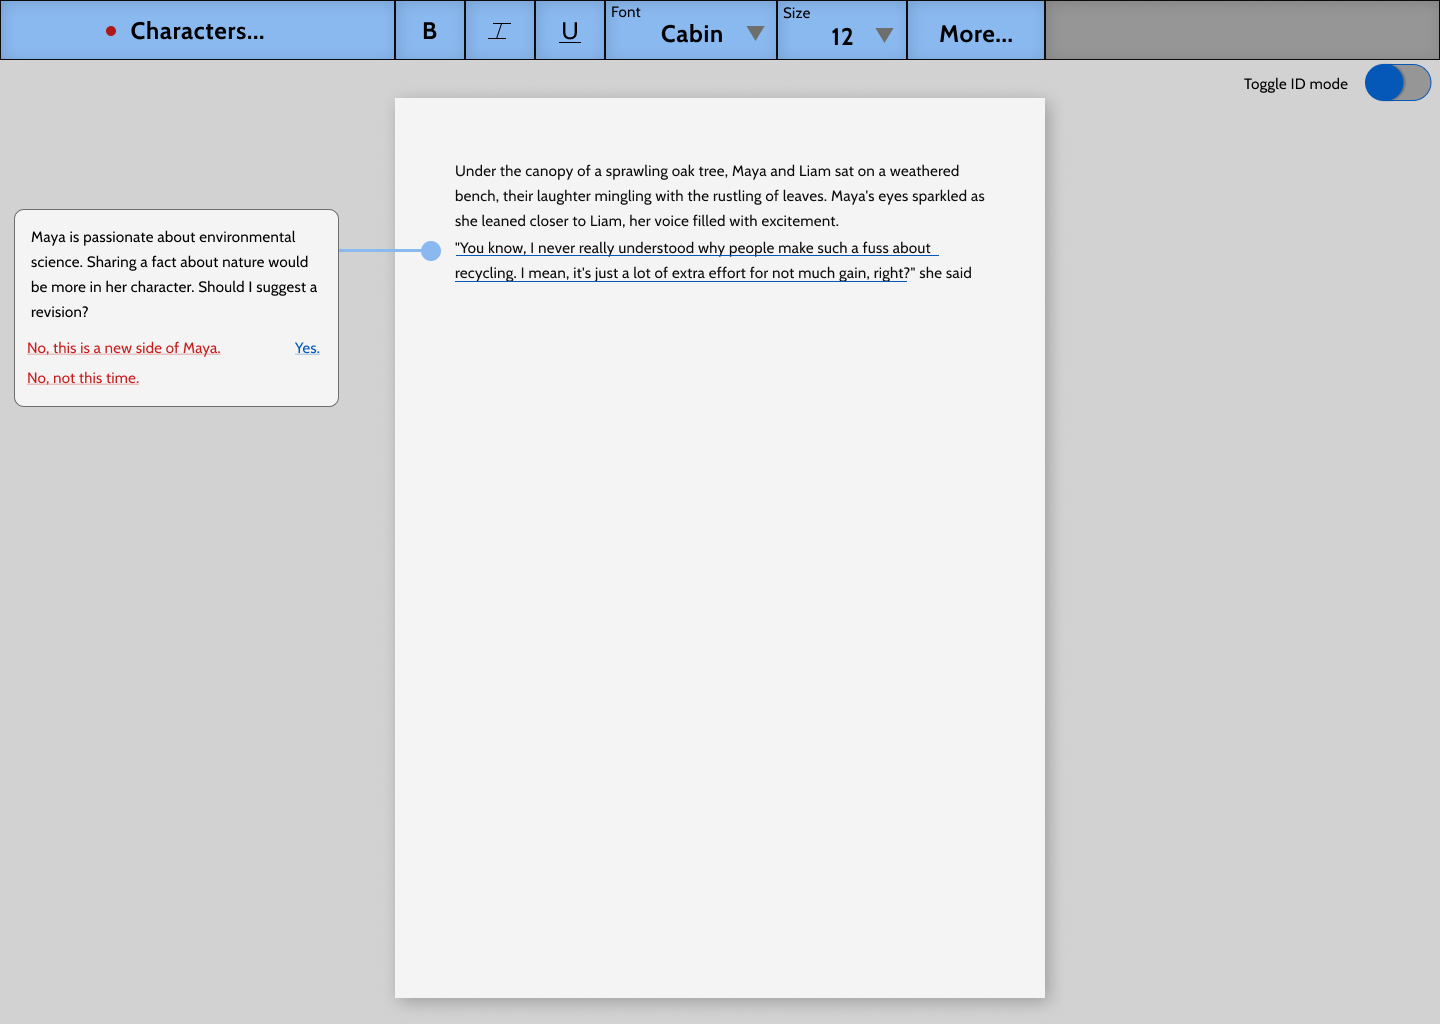 Characters...
B
I
U
Font
Cabin
Size
12
More...
Toggle ID mode
Under the canopy of a sprawling oak tree, Maya and Liam sat on a weathered
bench, their laughter mingling with the rustling of leaves. Maya's eyes sparkled as
she leaned closer to Liam, her voice filled with excitement.
"You know, I never really understood why people make such a fuss about
recycling. I mean, it's just a lot of extra effort for not much gain, right?" she said
Maya is passionate about environmental
science. Sharing a fact about nature would
be more in her character. Should I suggest a
revision?
No, this is a new side of Maya.
Yes.
No, not this time.